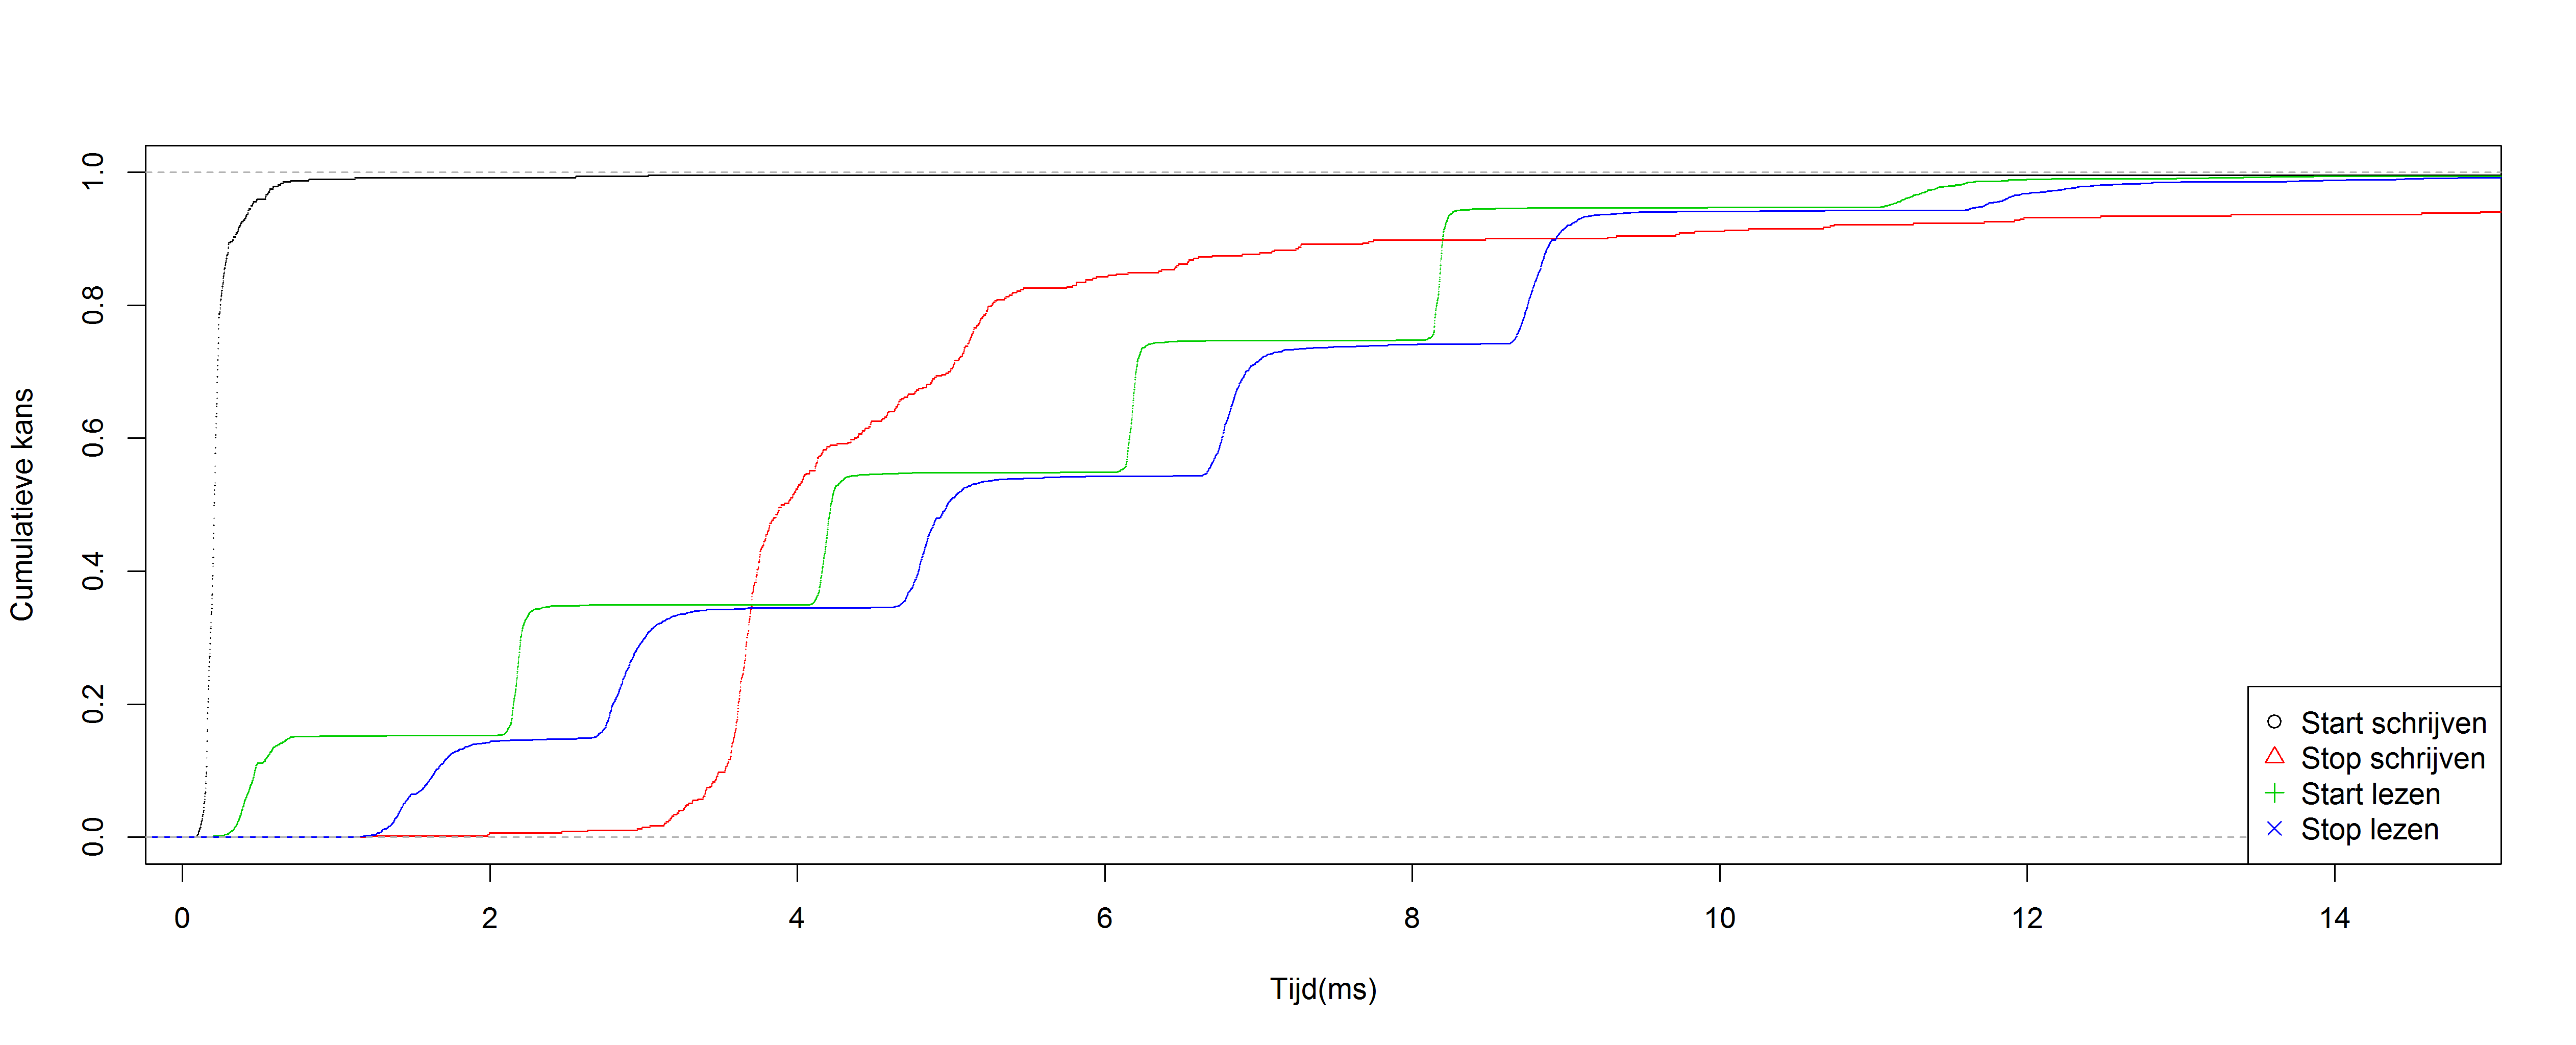 1.0
0.8
0.6
0.4
0.2
0.0
Cumulatieve kans
0 2 4 6 8 10 12 14
Tijd(ms)
Start schrijven
Stop schrijven
Start lezen
Stop lezen